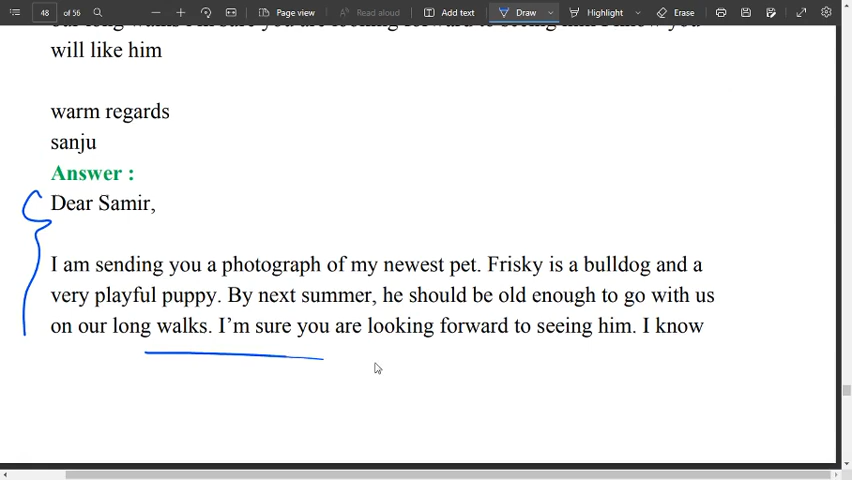 48 of 56 Page view Read aloud Add text Draw Highlight Erase
will like him
warm regards
sanju
Answer :
Dear Samir,
I am sending you a photograph of my newest pet. Frisky is a bulldog and a
very playful puppy. By next summer, he should be old enough to go with us
on our long walks. I'm sure you are looking forward to seeing him. I know